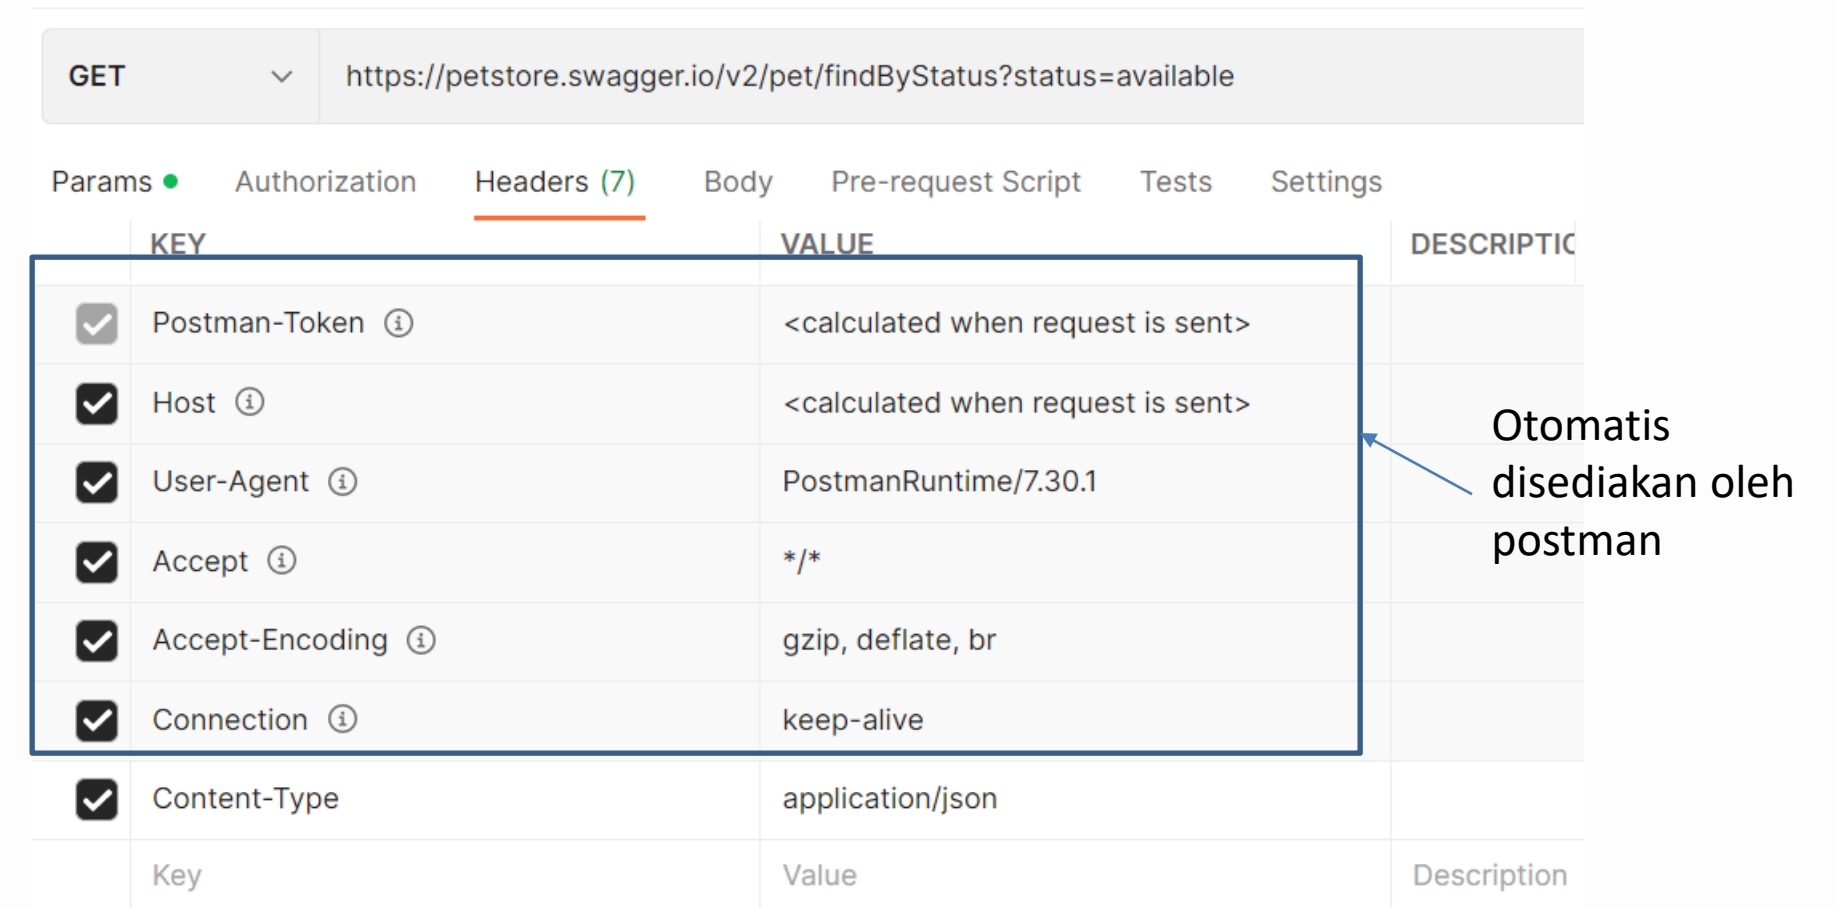 GET https://petstore.swagger.io/v2/pet/findByStatus?status=available
Params Authorization Headers (7) Body Pre-request Script Tests Settings
KEY VALUE DESCRIPTIO
Postman-Token <calculated when request is sent>
Host <calculated when request is sent>
User-Agent PostmanRuntime/7.30.1
Accept */*
Accept-Encoding gzip, deflate, br
Connection keep-alive
Content-Type application/json
Key Value Description
Otomatis
disediakan oleh
postman